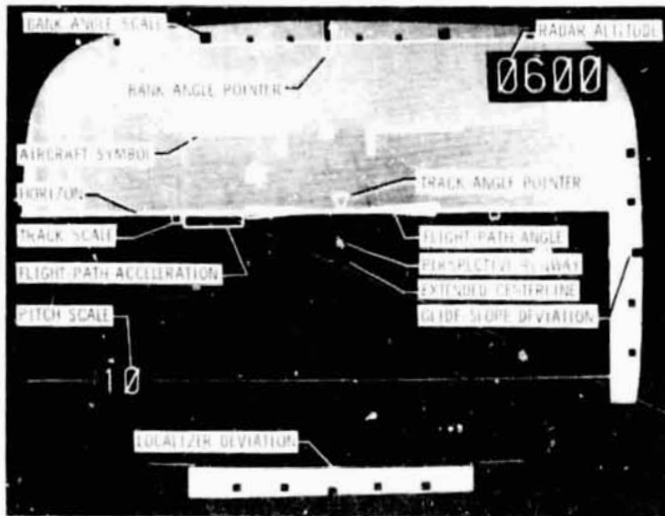 BANK ANGLE SCALE
RADAR ALTITUDE
0600
BANK ANGLE POINTER
AIRCRAFT SYMBOL
TRACK ANGLE POINTER
HORIZON
TRACK SCALE
FLIGHT-PATH ANGLE
FLIGHT PATH ACCELERATION
PERSPECTIVE RUNWAY
EXTENDED CENTERLINE
PITCH SCALE
GLIDE SLOPE DEVIATION
10
LOCALIZER DEVIATION